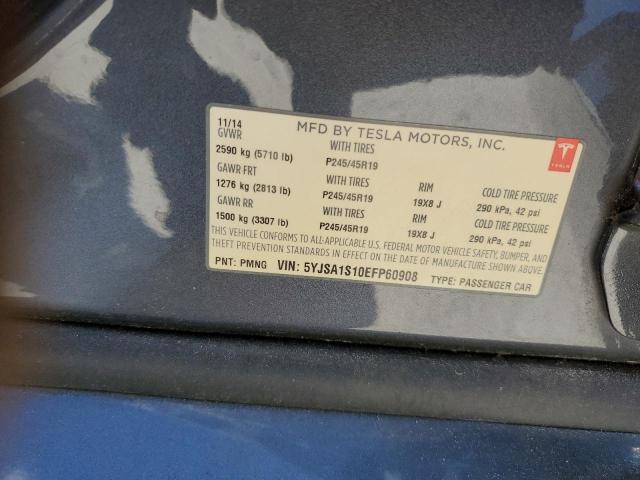 11/14 MFD BY TESLA MOTORS, INC.
GVWR WITH TIRES
2590 kg (5710 lb) P245/45R19
GAWR FRT WITH TIRES RIM COLD TIRE PRESSURE
1276 kg (2813 lb) P245/45R19 19X8 J 290 kPa, 42 psi
GAWR RR WITH TIRES RIM COLD TIRE PRESSURE
1500 kg (3307 lb) P245/45R19 19X8 J 290 kPa, 42 psi
THIS VEHICLE CONFORMS TO ALL APPLICABLE U.S. FEDERAL MOTOR VEHICLE SAFETY, BUMPER, AND
THEFT PREVENTION STANDARDS IN EFFECT ON THE DATE OF MANUFACTURE SHOWN ABOVE.
PNT: PMNG VIN: 5YJSA1S10EFP60908 TYPE: PASSENGER CAR
TESLA